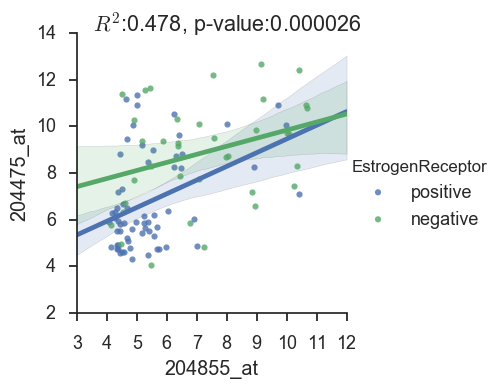 R²:0.478, p-value:0.000026
14
12
10
8
6
4
2
204475_at
3 4 5 6 7 8 9 10 11 12
204855_at
EstrogenReceptor
positive
negative